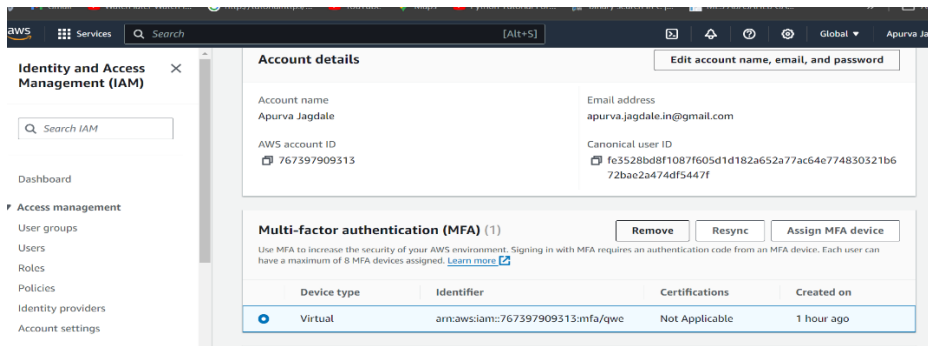 aws Services Search [Alt+S] Global Apurva Ja
Identity and Access Management (IAM)
Search IAM
Dashboard
Access management
User groups
Users
Roles
Policies
Identity providers
Account settings
Account details
Edit account name, email, and password
Account name
Apurva Jagdale
Email address
apurva.jagdale.in@gmail.com
AWS account ID
767397909313
Canonical user ID
fe3528bd8f1087f605d1d182a652a77ac64e774830321b6
72bae2a474df5447f
Multi-factor authentication (MFA) (1)
Remove Resync Assign MFA device
Use MFA to increase the security of your AWS environment. Signing in with MFA requires an authentication code from an MFA device. Each user can
have a maximum of 8 MFA devices assigned. Learn more
Device type Identifier Certifications Created on
Virtual arn:aws:iam::767397909313:mfa/qwe Not Applicable 1 hour ago